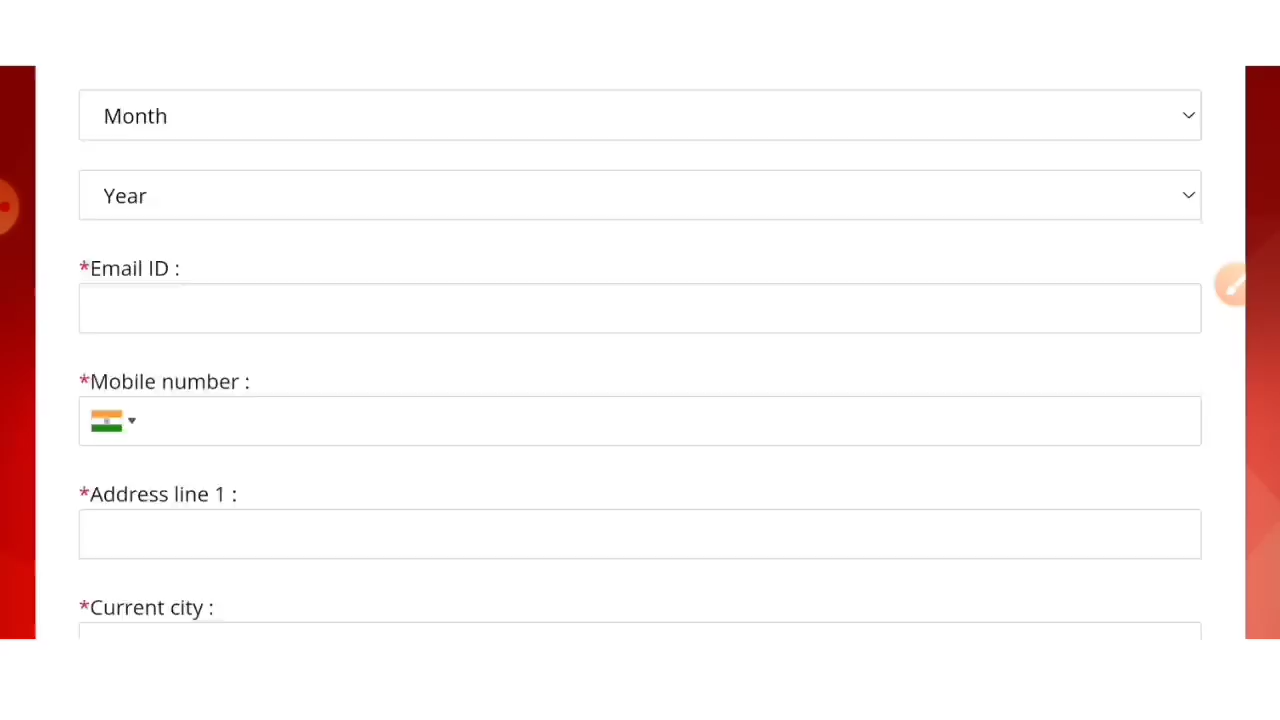 Month
Year
*Email ID :
*Mobile number :
*Address line 1 :
*Current city :